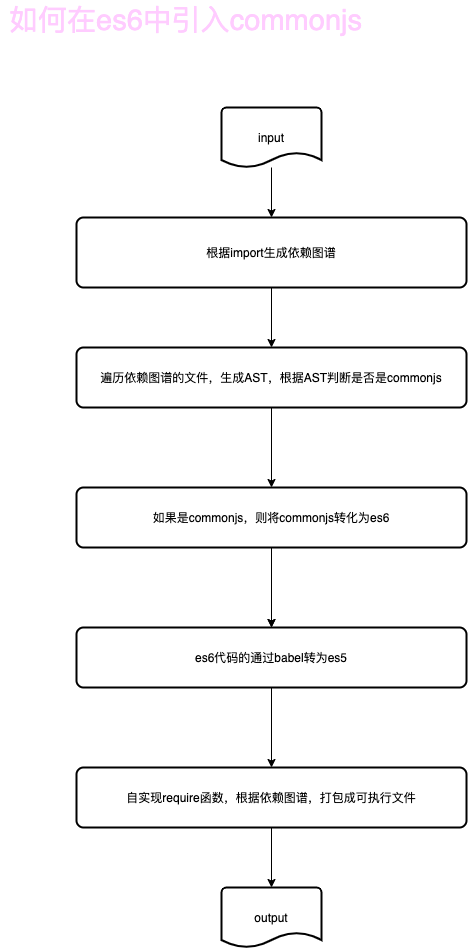 如何在es6中引入commonjs
input
根据import生成依赖图谱
遍历依赖图谱的文件，生成AST，根据AST判断是否是commonjs
如果是commonjs，则将commonjs转化为es6
es6代码的通过babel转为es5
自实现require函数，根据依赖图谱，打包成可执行文件
output